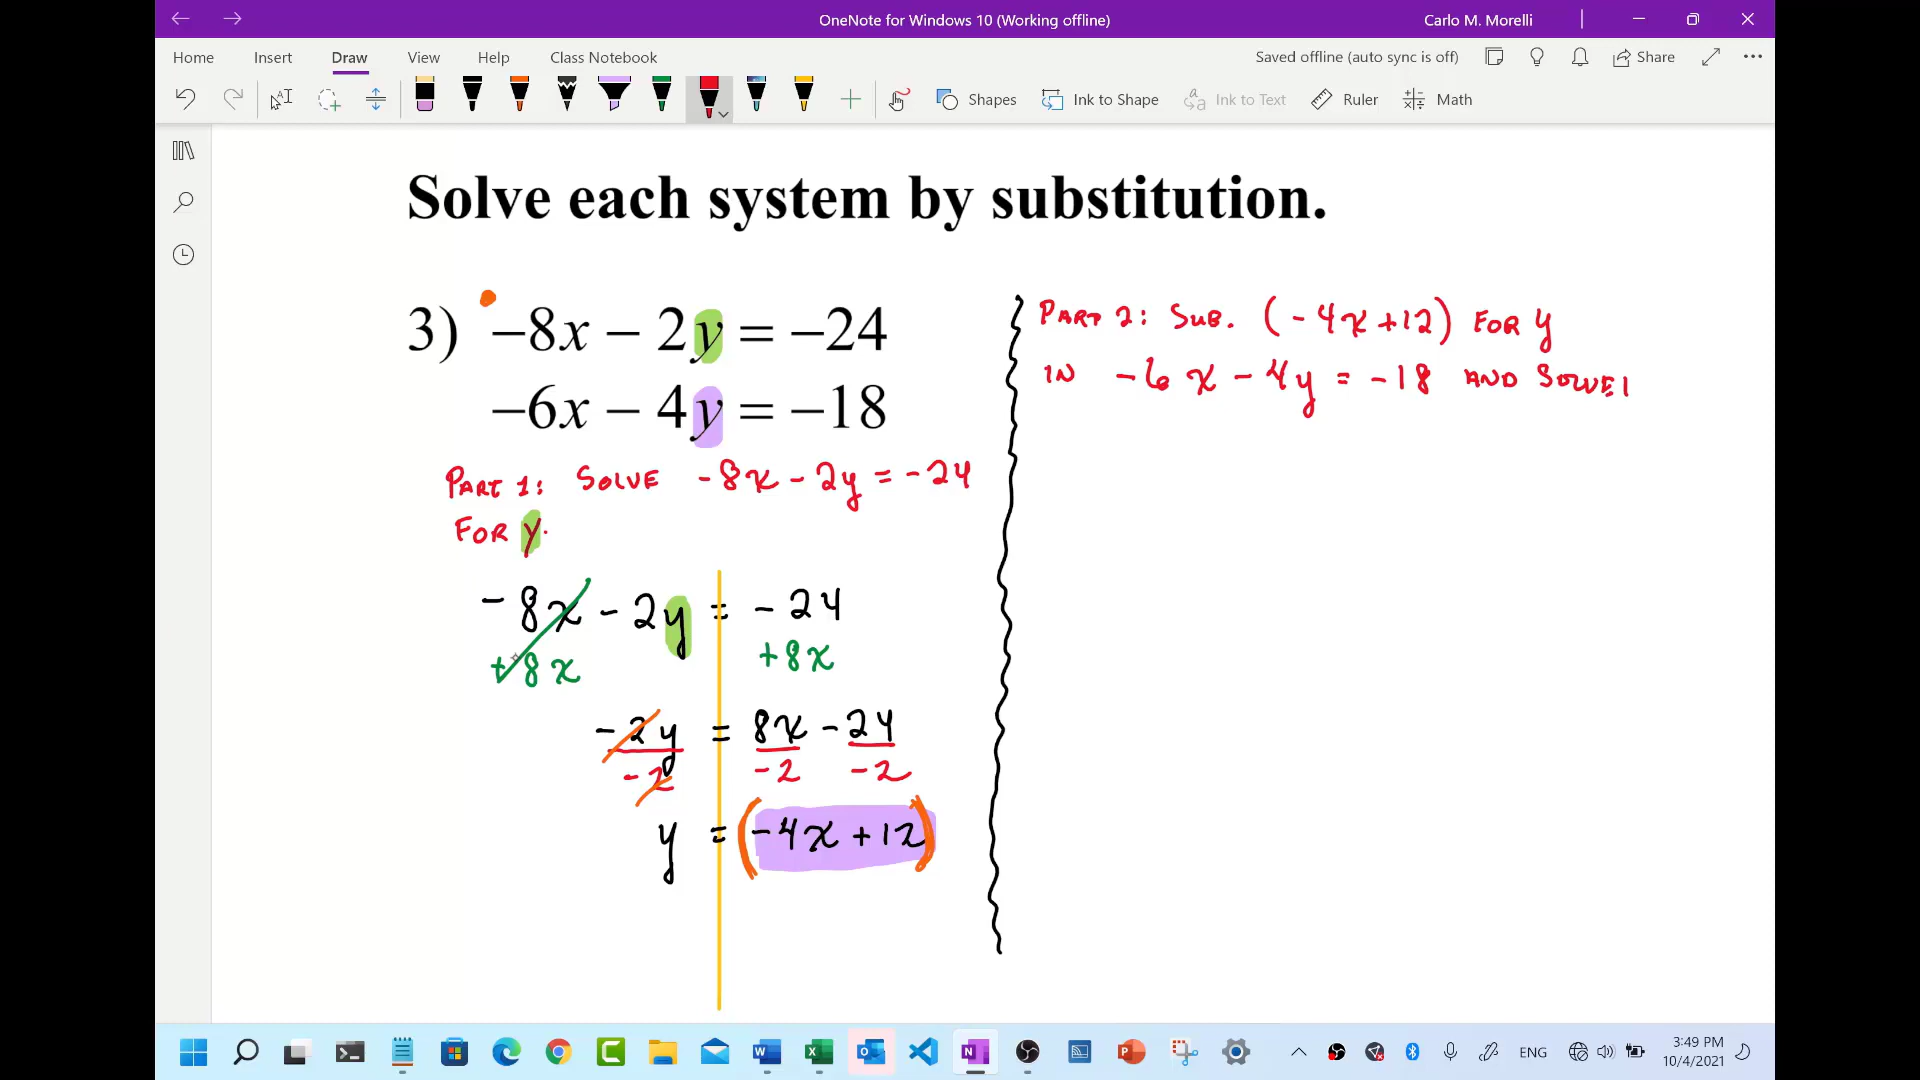 OneNote for Windows 10 (Working offline)
Carlo M. Morelli
Home Insert Draw View Help Class Notebook
Saved offline (auto sync is off) Share
Shapes Ink to Shape Ink to Text Ruler Math
Solve each system by substitution.
3) −8x − 2y = −24
−6x − 4y = −18
PART 1: SOLVE -8x - 2y = -24
FOR y.
-8x - 2y = -24
+8x +8x
-2y = 8x - 24
-2 -2 -2
y = (-4x + 12)
PART 2: SUB. (-4x+12) FOR y
IN -6x - 4y = -18 AND SOLVE!
ENG
3:49 PM
10/4/2021